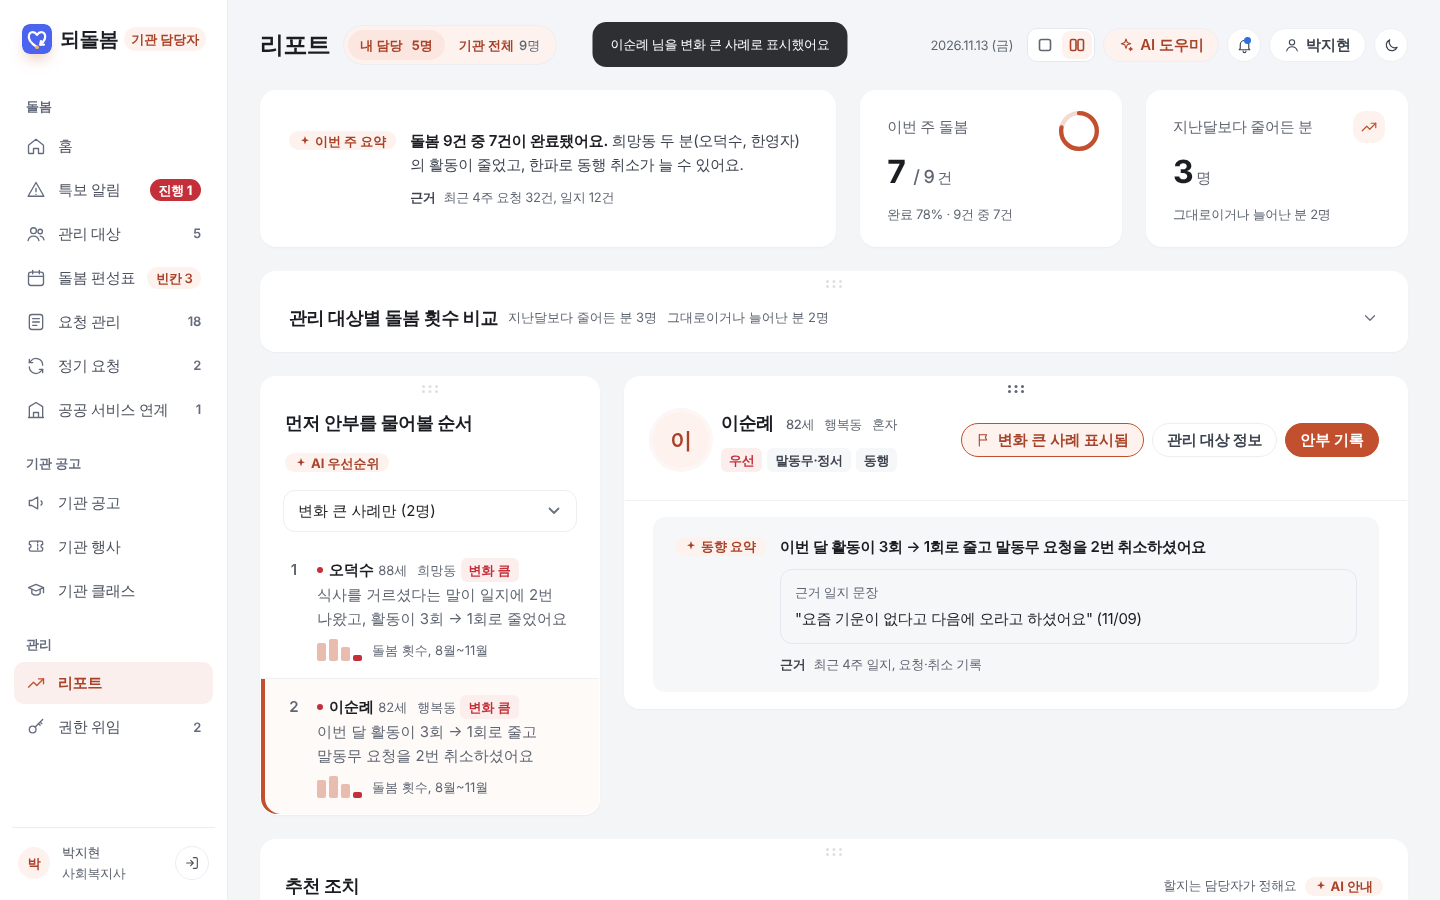 되돌봄 기관 담당자
돌봄
홈
특보 알림 진행 1
관리 대상 5
돌봄 편성표 빈칸 3
요청 관리 18
정기 요청 2
공공 서비스 연계 1
기관 공고
기관 공고
기관 행사
기관 클래스
관리
리포트
권한 위임 2
박 박지현
사회복지사
리포트 내 담당 5명 기관 전체 9명
이순례 님을 변화 큰 사례로 표시했어요
2026.11.13 (금) AI 도우미 박지현
이번 주 요약 돌봄 9건 중 7건이 완료됐어요. 희망동 두 분(오덕수, 한영자)
의 활동이 줄었고, 한파로 동행 취소가 늘 수 있어요.
근거 최근 4주 요청 32건, 일지 12건
이번 주 돌봄
7 / 9 건
완료 78% · 9건 중 7건
지난달보다 줄어든 분
3 명
그대로이거나 늘어난 분 2명
관리 대상별 돌봄 횟수 비교 지난달보다 줄어든 분 3명 그대로이거나 늘어난 분 2명
먼저 안부를 물어볼 순서
AI 우선순위
변화 큰 사례만 (2명)
1 오덕수 88세 희망동 변화 큼
식사를 거르셨다는 말이 일지에 2번
나왔고, 활동이 3회 → 1회로 줄었어요
돌봄 횟수, 8월~11월
2 이순례 82세 행복동 변화 큼
이번 달 활동이 3회 → 1회로 줄고
말동무 요청을 2번 취소하셨어요
돌봄 횟수, 8월~11월
이 이순례 82세 행복동 혼자
우선 말동무·정서 동행
변화 큰 사례 표시됨 관리 대상 정보 안부 기록
동향 요약 이번 달 활동이 3회 → 1회로 줄고 말동무 요청을 2번 취소하셨어요
근거 일지 문장
"요즘 기운이 없다고 다음에 오라고 하셨어요" (11/09)
근거 최근 4주 일지, 요청·취소 기록
추천 조치 할지는 담당자가 정해요 AI 안내